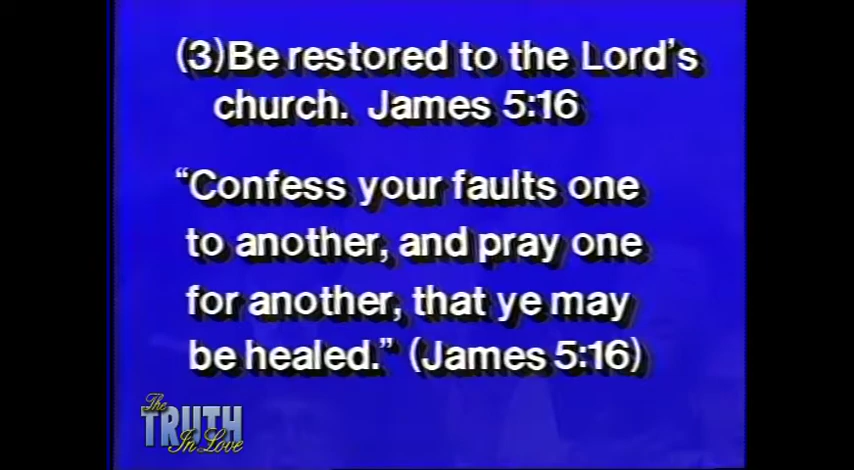 (3)Be restored to the Lord's
church. James 5:16
“Confess your faults one
to another, and pray one
for another, that ye may
be healed.” (James 5:16)
The
TRUTH
In Love